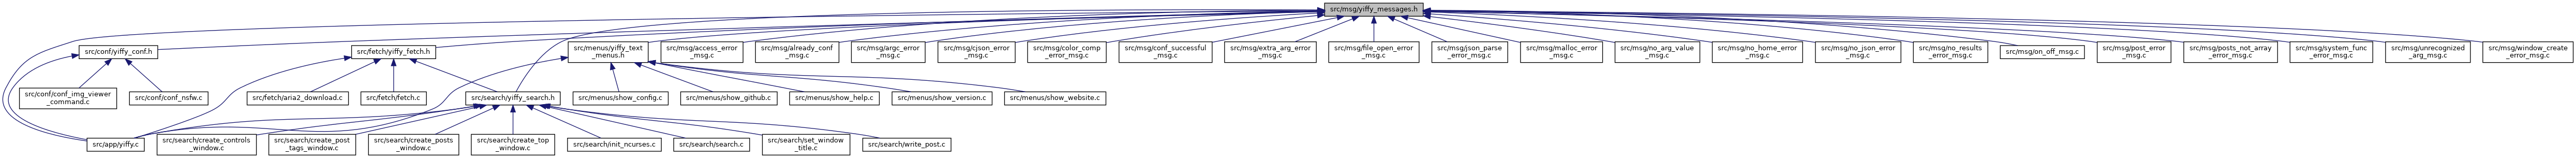 src/msg/yiffy_messages.h
src/conf/yiffy_conf.h
src/fetch/yiffy_fetch.h
src/menus/yiffy_text
_menus.h
src/msg/access_error
_msg.c
src/msg/already_conf
_msg.c
src/msg/argc_error
_msg.c
src/msg/cjson_error
_msg.c
src/msg/color_comp
_error_msg.c
src/msg/conf_successful
_msg.c
src/msg/extra_arg_error
_msg.c
src/msg/file_open_error
_msg.c
src/msg/json_parse
_error_msg.c
src/msg/malloc_error
_msg.c
src/msg/no_arg_value
_msg.c
src/msg/no_home_error
_msg.c
src/msg/no_json_error
_msg.c
src/msg/no_results
_error_msg.c
src/msg/on_off_msg.c
src/msg/post_error
_msg.c
src/msg/posts_not_array
_error_msg.c
src/msg/system_func
_error_msg.c
src/msg/unrecognized
_arg_msg.c
src/msg/window_create
_error_msg.c
src/conf/conf_img_viewer
_command.c
src/conf/conf_nsfw.c
src/fetch/aria2_download.c
src/fetch/fetch.c
src/search/yiffy_search.h
src/menus/show_config.c
src/menus/show_github.c
src/menus/show_help.c
src/menus/show_version.c
src/menus/show_website.c
src/app/yiffy.c
src/search/create_controls
_window.c
src/search/create_post
_tags_window.c
src/search/create_posts
_window.c
src/search/create_top
_window.c
src/search/init_ncurses.c
src/search/search.c
src/search/set_window
_title.c
src/search/write_post.c